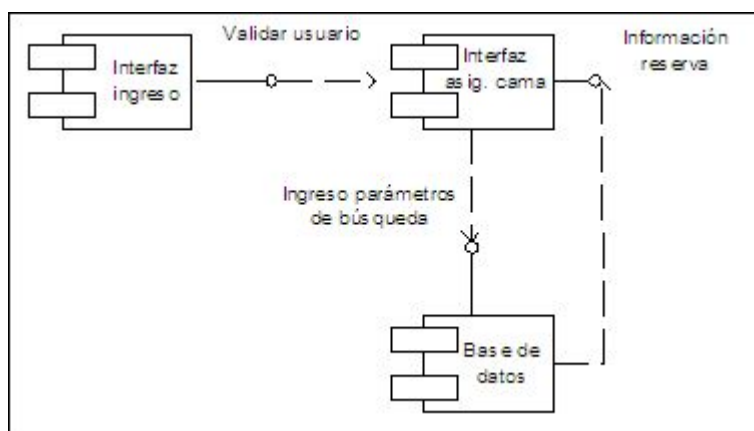 Validar usuario
Información
reserva
Interfaz
ingreso
Interfaz
asig. cama
Ingreso parámetros
de búsqueda
Base de
datos